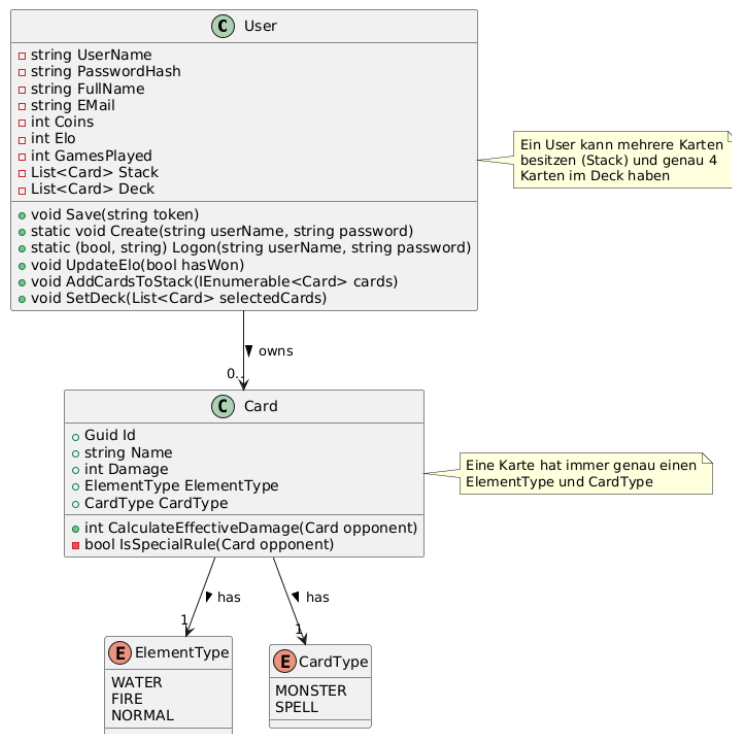 C User
string UserName
string PasswordHash
string FullName
string EMail
int Coins
int Elo
int GamesPlayed
List<Card> Stack
List<Card> Deck
void Save(string token)
static void Create(string userName, string password)
static (bool, string) Logon(string userName, string password)
void UpdateElo(bool hasWon)
void AddCardsToStack(IEnumerable<Card> cards)
void SetDeck(List<Card> selectedCards)
Ein User kann mehrere Karten
besitzen (Stack) und genau 4
Karten im Deck haben
owns
0..
C Card
Guid Id
string Name
int Damage
ElementType ElementType
CardType CardType
int CalculateEffectiveDamage(Card opponent)
bool IsSpecialRule(Card opponent)
Eine Karte hat immer genau einen
ElementType und CardType
has
has
1
1
E ElementType
WATER
FIRE
NORMAL
E CardType
MONSTER
SPELL